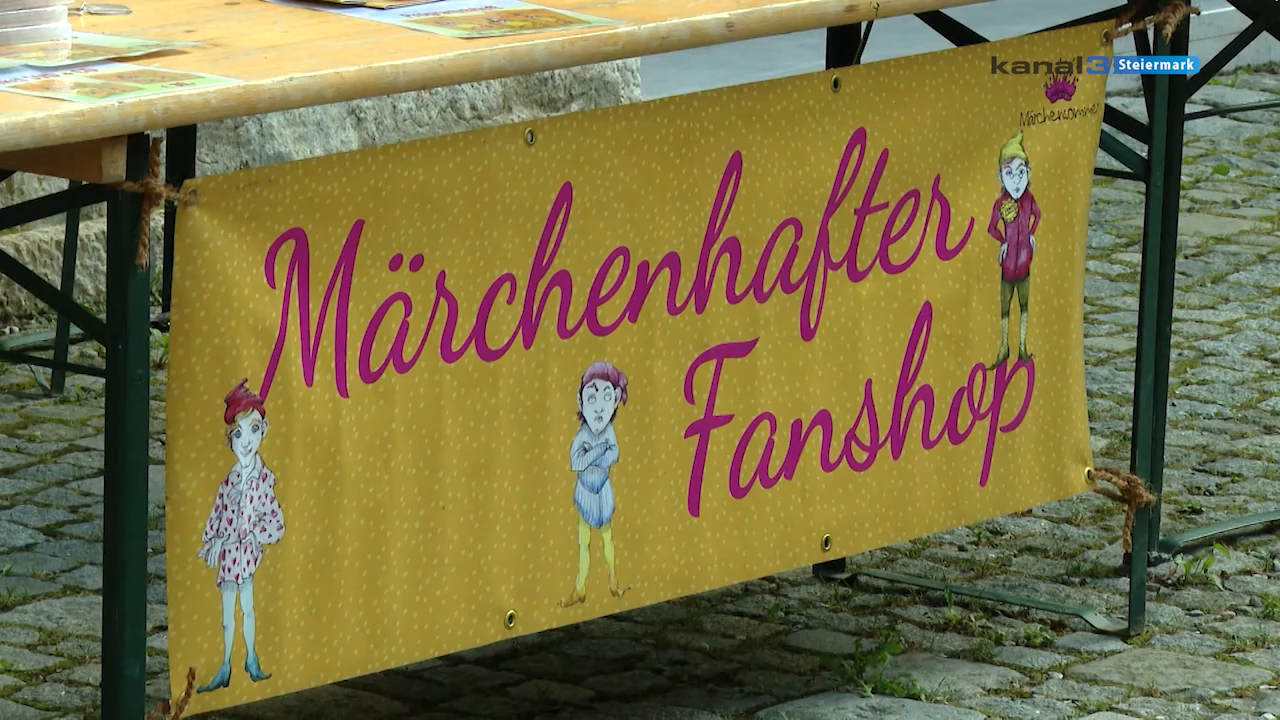 kanal3 Steiermark
Märchensommer
Märchenhafter
Fanshop